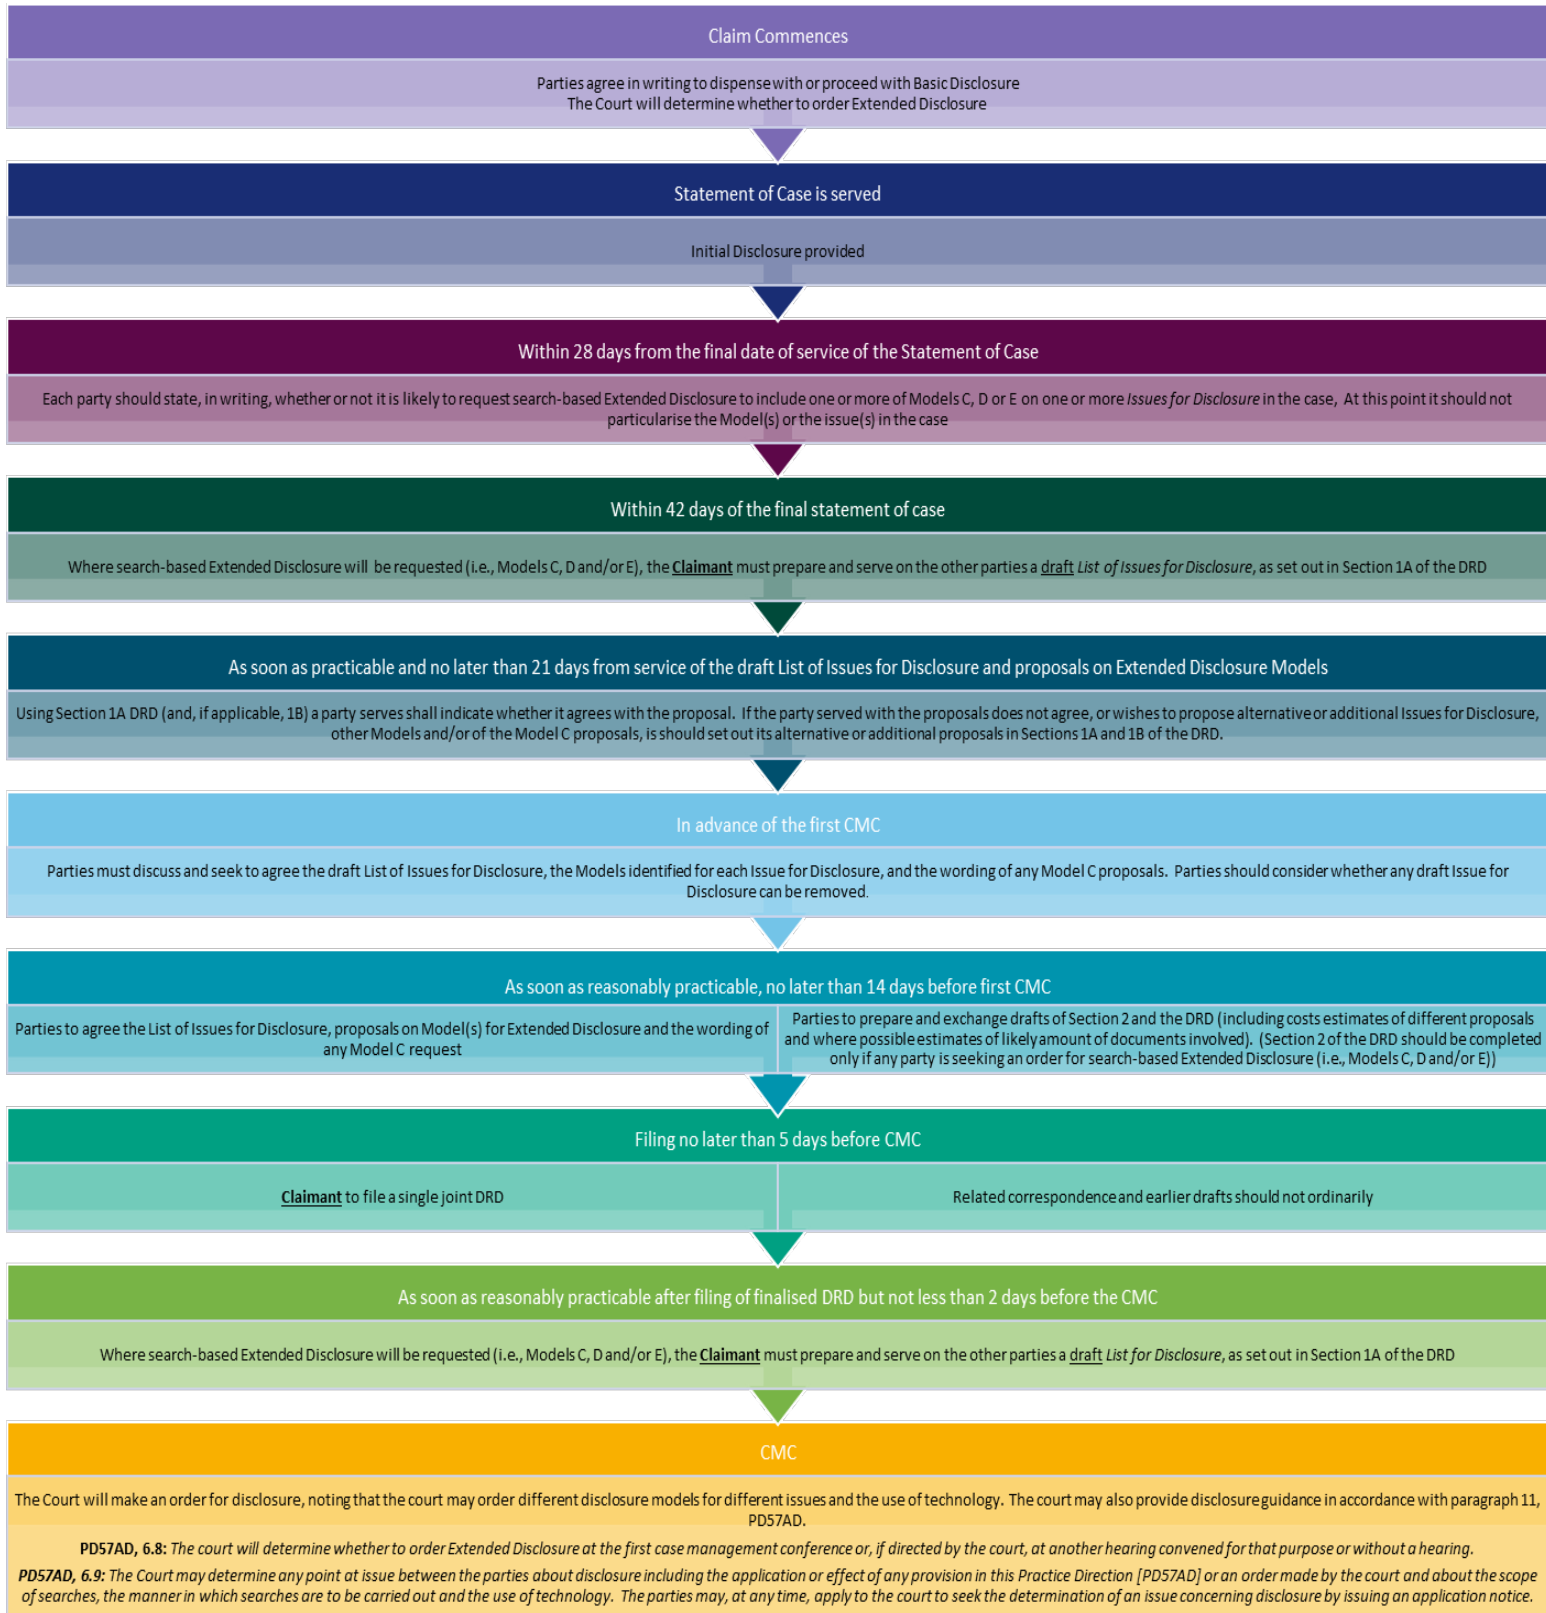 Claim Commences
Parties agree in writing to dispense with or proceed with Basic Disclosure
The Court will determine whether to order Extended Disclosure
Statement of Case is served
Initial Disclosure provided
Within 28 days from the final date of service of the Statement of Case
Each party should state, in writing, whether or not it is likely to request search-based Extended Disclosure to include one or more of Models C, D or E on one or more Issues for Disclosure in the case, At this point it should not
particularise the Model(s) or the issue(s) in the case
Within 42 days of the final statement of case
Where search-based Extended Disclosure will be requested (i.e., Models C, D and/or E), the Claimant must prepare and serve on the other parties a draft List of Issues for Disclosure, as set out in Section 1A of the DRD
As soon as practicable and no later than 21 days from service of the draft List of Issues for Disclosure and proposals on Extended Disclosure Models
Using Section 1A DRD (and, if applicable, 1B) a party serves shall indicate whether it agrees with the proposal. If the party served with the proposals does not agree, or wishes to propose alternative or additional Issues for Disclosure,
other Models and/or of the Model C proposals, is should set out its alternative or additional proposals in Sections 1A and 1B of the DRD.
In advance of the first CMC
Parties must discuss and seek to agree the draft List of Issues for Disclosure, the Models identified for each Issue for Disclosure, and the wording of any Model C proposals. Parties should consider whether any draft Issue for
Disclosure can be removed.
As soon as reasonably practicable, no later than 14 days before first CMC
Parties to agree the List of Issues for Disclosure, proposals on Model(s) for Extended Disclosure and the wording of
any Model C request
Parties to prepare and exchange drafts of Section 2 and the DRD (including costs estimates of different proposals
and where possible estimates of likely amount of documents involved). (Section 2 of the DRD should be completed
only if any party is seeking an order for search-based Extended Disclosure (i.e., Models C, D and/or E))
Filing no later than 5 days before CMC
Claimant to file a single joint DRD
Related correspondence and earlier drafts should not ordinarily
As soon as reasonably practicable after filing of finalised DRD but not less than 2 days before the CMC
Where search-based Extended Disclosure will be requested (i.e., Models C, D and/or E), the Claimant must prepare and serve on the other parties a draft List for Disclosure, as set out in Section 1A of the DRD
CMC
The Court will make an order for disclosure, noting that the court may order different disclosure models for different issues and the use of technology. The court may also provide disclosure guidance in accordance with paragraph 11,
PD57AD.
PD57AD, 6.8: The court will determine whether to order Extended Disclosure at the first case management conference or, if directed by the court, at another hearing convened for that purpose or without a hearing.
PD57AD, 6.9: The Court may determine any point at issue between the parties about disclosure including the application or effect of any provision in this Practice Direction [PD57AD] or an order made by the court and about the scope
of searches, the manner in which searches are to be carried out and the use of technology. The parties may, at any time, apply to the court to seek the determination of an issue concerning disclosure by issuing an application notice.